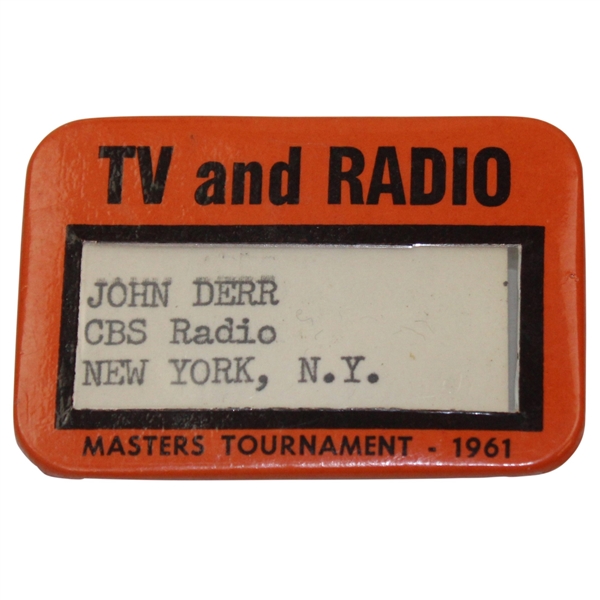 TV and RADIO
JOHN DERR
CBS Radio
NEW YORK, N.Y.
MASTERS TOURNAMENT - 1961